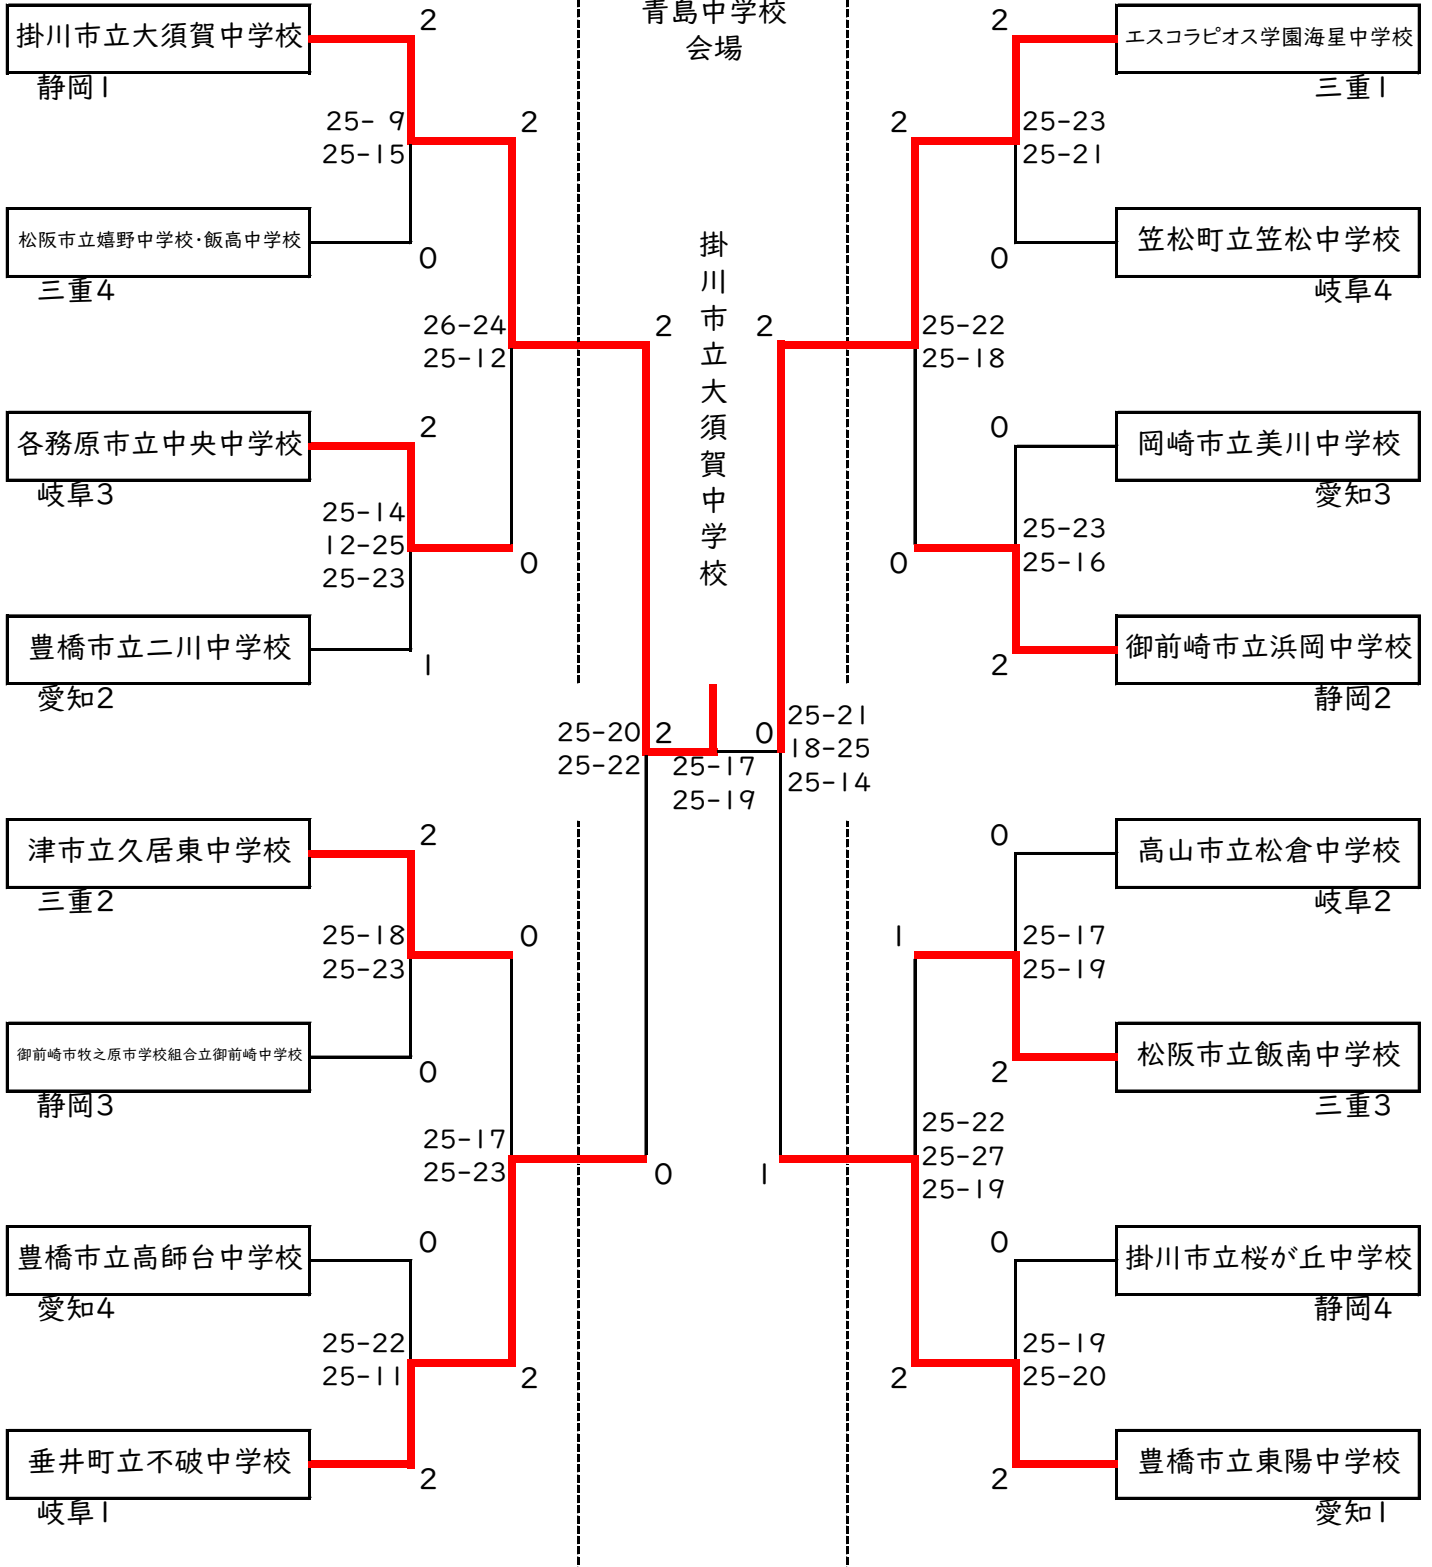 青島中学校
会場
掛川市立大須賀中学校
静岡1
2
25- 9
25-15
2
松阪市立嬉野中学校・飯高中学校
三重4
0
26-24
25-12
2
各務原市立中央中学校
岐阜3
2
25-14
12-25
25-23
0
豊橋市立二川中学校
愛知2
1
25-20
25-22
2
津市立久居東中学校
三重2
2
25-18
25-23
0
御前崎市牧之原市学校組合立御前崎中学校
静岡3
0
25-17
25-23
0
豊橋市立高師台中学校
愛知4
0
25-22
25-11
2
垂井町立不破中学校
岐阜1
2
掛川市立大須賀中学校
25-17
25-19
エスコラピオス学園海星中学校
三重1
2
2
25-23
25-21
笠松町立笠松中学校
岐阜4
0
2
25-22
25-18
岡崎市立美川中学校
愛知3
0
0
25-23
25-16
御前崎市立浜岡中学校
静岡2
2
0
25-21
18-25
25-14
高山市立松倉中学校
岐阜2
0
1
25-17
25-19
松阪市立飯南中学校
三重3
2
1
25-22
25-27
25-19
掛川市立桜が丘中学校
静岡4
0
2
25-19
25-20
豊橋市立東陽中学校
愛知1
2